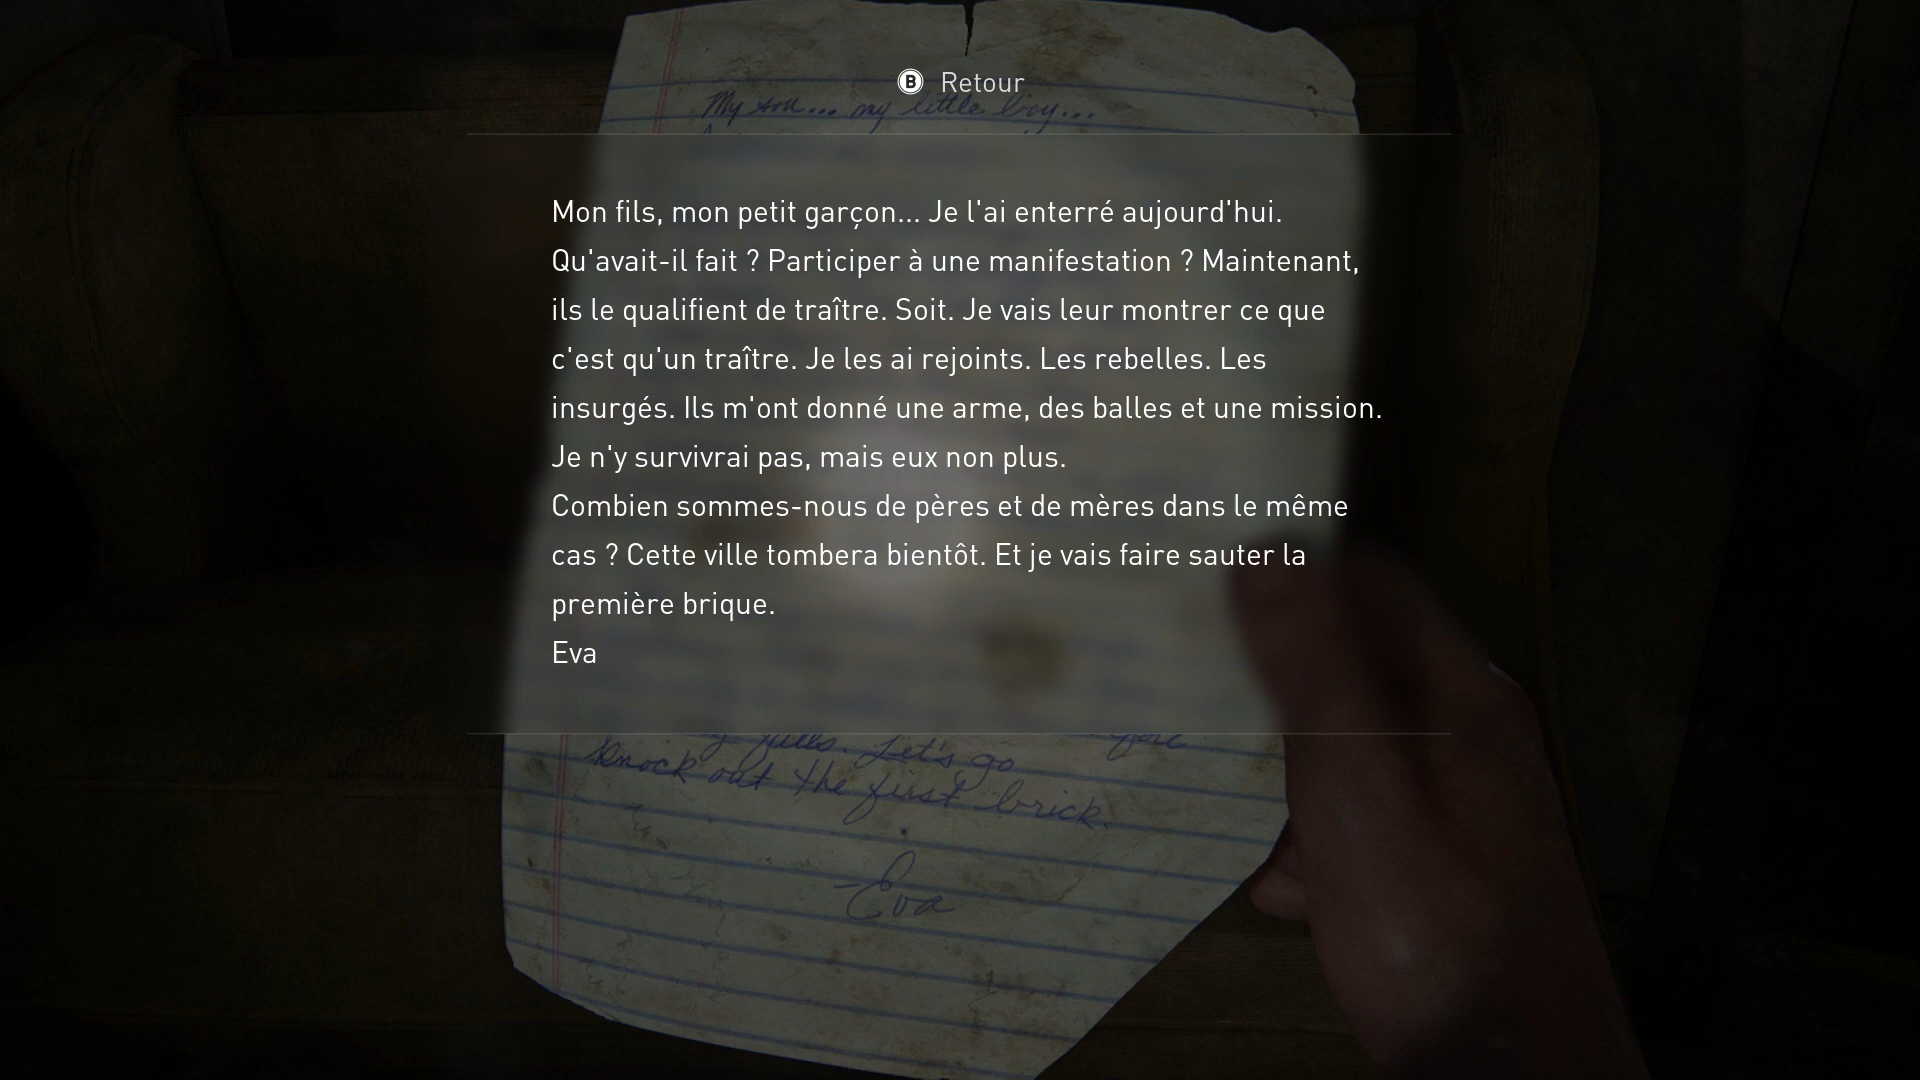 B Retour
My son... my little boy...
Mon fils, mon petit garçon... Je l'ai enterré aujourd'hui.
Qu'avait-il fait ? Participer à une manifestation ? Maintenant,
ils le qualifient de traître. Soit. Je vais leur montrer ce que
c'est qu'un traître. Je les ai rejoints. Les rebelles. Les
insurgés. Ils m'ont donné une arme, des balles et une mission.
Je n'y survivrai pas, mais eux non plus.
Combien sommes-nous de pères et de mères dans le même
cas ? Cette ville tombera bientôt. Et je vais faire sauter la
première brique.
Eva
falls. Let's go
knock out the first brick.
-Eva